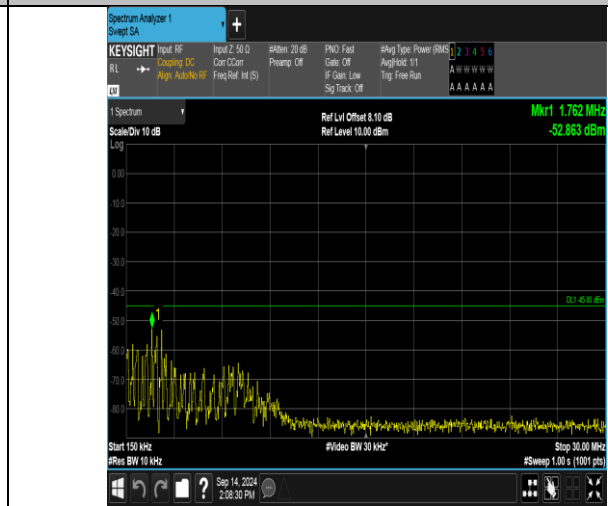 Spectrum Analyzer 1
Swept SA
+
KEYSIGHT Input: RF Input Z: 50 Ω #Atten: 20 dB PNO: Fast #Avg Type: Power (RMS 1 2 3 4 5 6
RL Coupling: DC Corr CCorr Preamp: Off Gate: Off Avg|Hold: 1/1 A W W W W W
Align: Auto/No RF Freq Ref: Int (S) IF Gain: Low Trig: Free Run A A A A A A
Sig Track: Off
1 Spectrum Ref Lvl Offset 8.10 dB Mkr1 1.762 MHz
Scale/Div 10 dB Ref Level 10.00 dBm -52.863 dBm
Log
0.00
-10.0
-20.0
-30.0
-40.0
DL1 -45.00 dBm
1
-50.0
-60.0
-70.0
-80.0
Start 150 kHz #Video BW 30 kHz* Stop 30.00 MHz
#Res BW 10 kHz #Sweep 1.00 s (1001 pts)
? Sep 14, 2024
2:08:30 PM